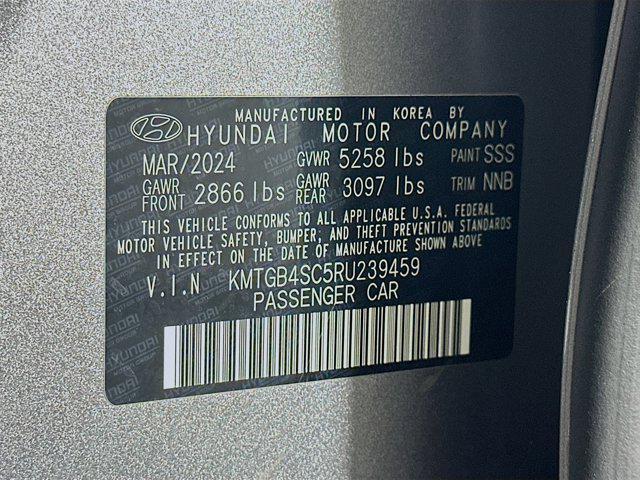 MANUFACTURED IN KOREA BY
HYUNDAI MOTOR COMPANY
MAR/2024 GVWR 5258 lbs PAINT SSS
GAWR FRONT 2866 lbs GAWR REAR 3097 lbs TRIM NNB
THIS VEHICLE CONFORMS TO ALL APPLICABLE U.S.A. FEDERAL
MOTOR VEHICLE SAFETY, BUMPER, AND THEFT PREVENTION STANDARDS
IN EFFECT ON THE DATE OF MANUFACTURE SHOWN ABOVE
V.I.N KMTGB4SC5RU239459
PASSENGER CAR